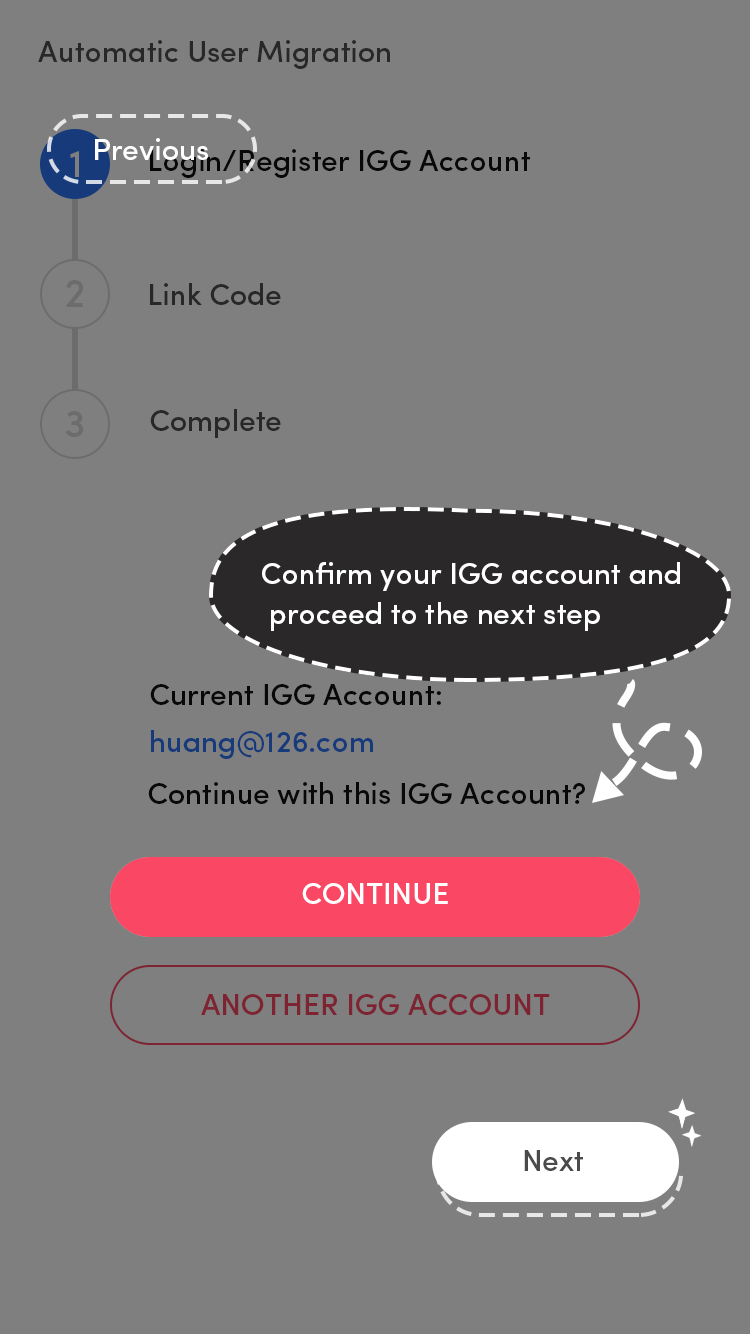 Automatic User Migration
Previous
1
Login/Register IGG Account
2
Link Code
3
Complete
Confirm your IGG account and
proceed to the next step
Current IGG Account:
huang@126.com
Continue with this IGG Account?
CONTINUE
ANOTHER IGG ACCOUNT
Next